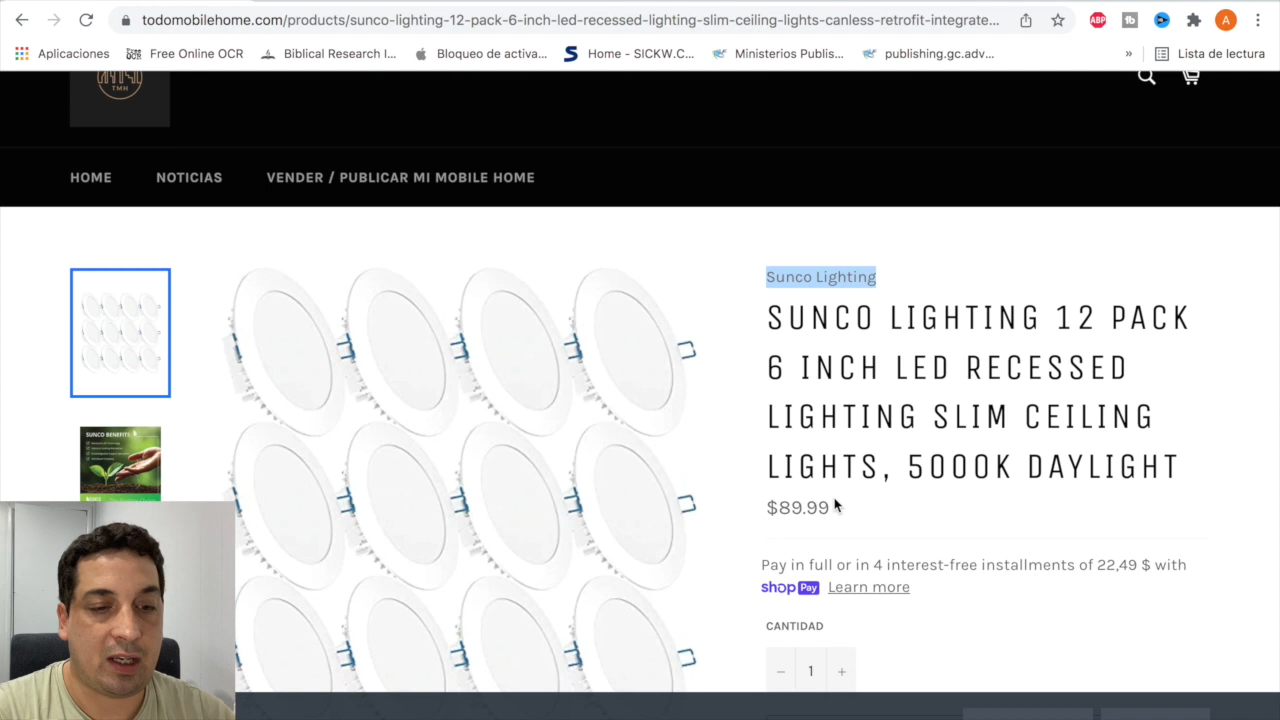 todomobilehome.com/products/sunco-lighting-12-pack-6-inch-led-recessed-lighting-slim-ceiling-lights-canless-retrofit-integrate...
ABP
A
Aplicaciones
Free Online OCR
Biblical Research I...
Bloqueo de activa...
Home - SICKW.C...
Ministerios Publis...
publishing.gc.adv...
»
Lista de lectura
TMH
HOME
NOTICIAS
VENDER / PUBLICAR MI MOBILE HOME
Sunco Lighting
SUNCO LIGHTING 12 PACK
6 INCH LED RECESSED
LIGHTING SLIM CEILING
LIGHTS, 5000K DAYLIGHT
$89.99
SUNCO BENEFITS
Pay in full or in 4 interest-free installments of 22,49 $ with
shop Pay Learn more
CANTIDAD
− 1 +